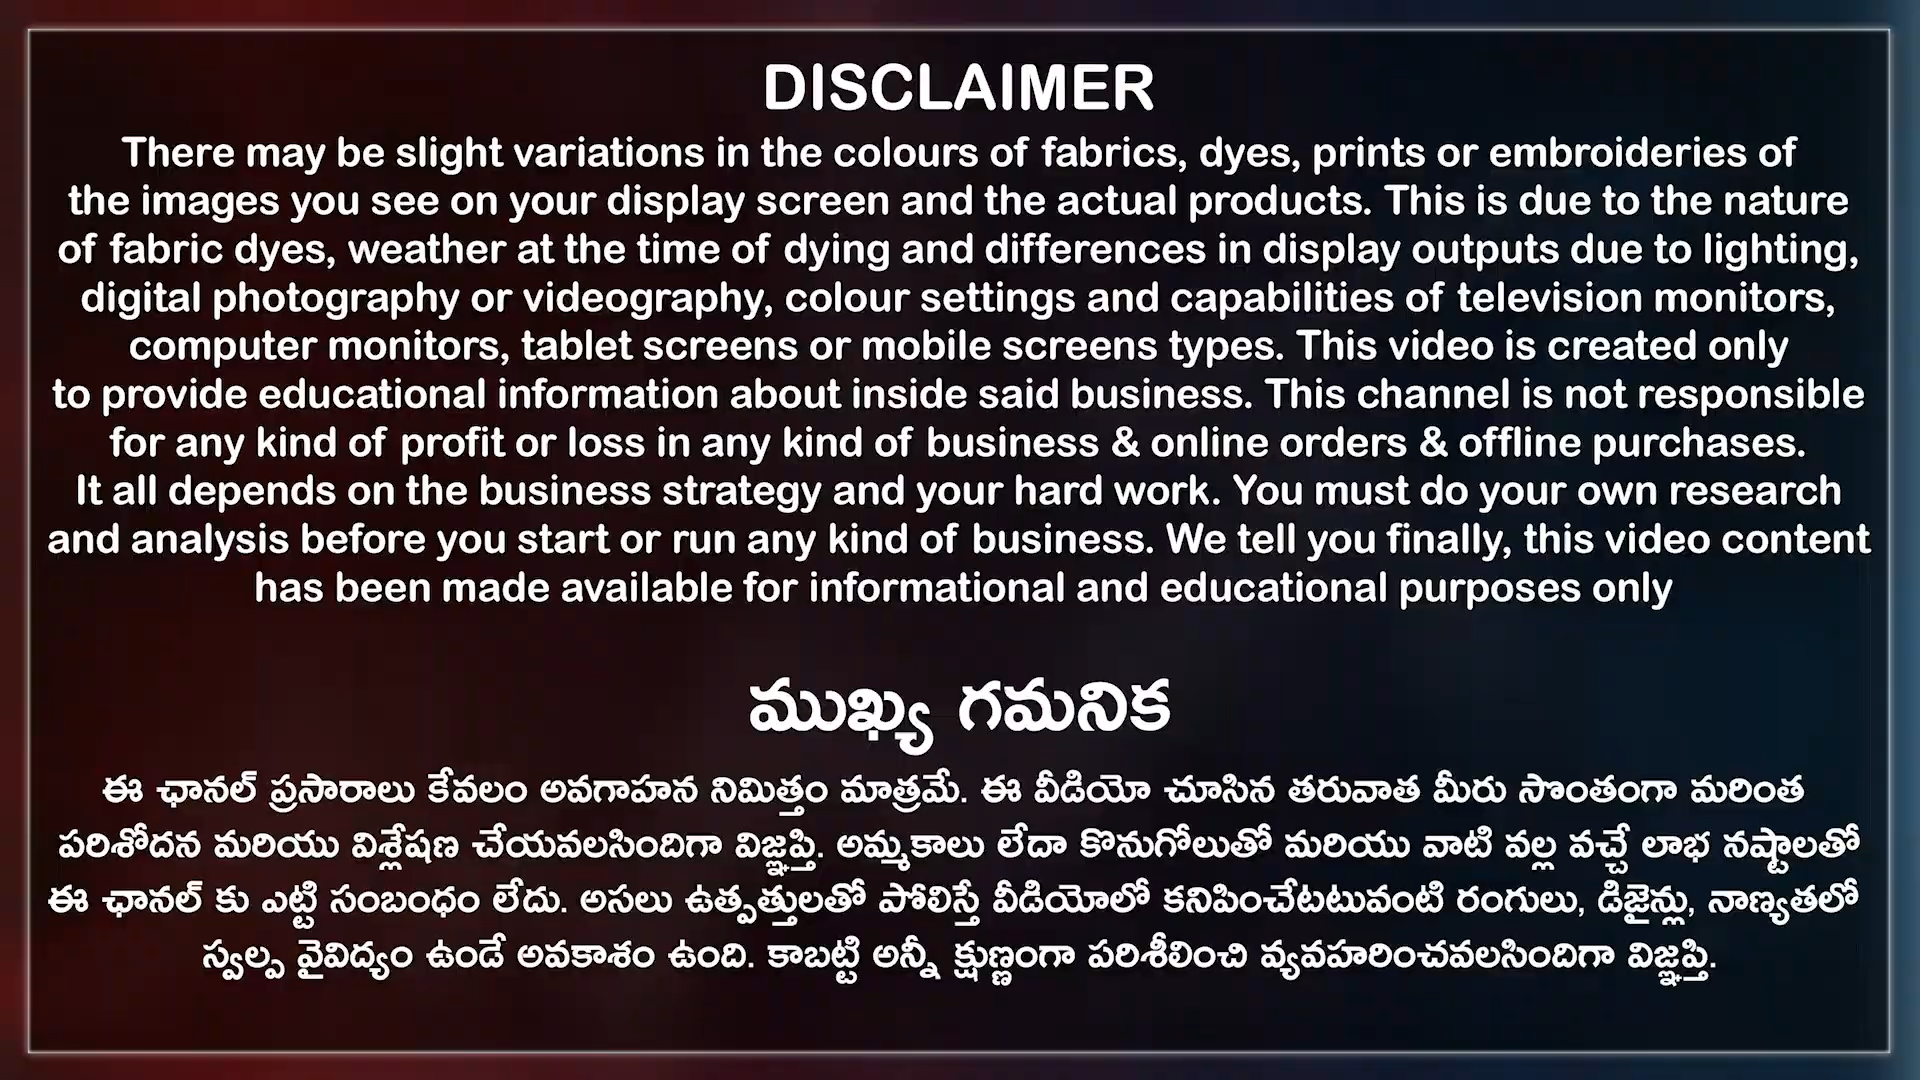 DISCLAIMER
There may be slight variations in the colours of fabrics, dyes, prints or embroideries of
the images you see on your display screen and the actual products. This is due to the nature
of fabric dyes, weather at the time of dying and differences in display outputs due to lighting,
digital photography or videography, colour settings and capabilities of television monitors,
computer monitors, tablet screens or mobile screens types. This video is created only
to provide educational information about inside said business. This channel is not responsible
for any kind of profit or loss in any kind of business & online orders & offline purchases.
It all depends on the business strategy and your hard work. You must do your own research
and analysis before you start or run any kind of business. We tell you finally, this video content
has been made available for informational and educational purposes only
ముఖ్య గమనిక
ఈ ఛానల్ ప్రసారాలు కేవలం అవగాహన నిమిత్తం మాత్రమే. ఈ వీడియో చూసిన తరువాత మీరు సొంతంగా మరింత
పరిశోదన మరియు విశ్లేషణ చేయవలసిందిగా విజ్ఞప్తి. అమ్మకాలు లేదా కొనుగోలుతో మరియు వాటి వల్ల వచ్చే లాభ నష్టాలతో
ఈ ఛానల్ కు ఎట్టి సంబంధం లేదు. అసలు ఉత్పత్తులతో పోలిస్తే వీడియోలో కనిపించేటటువంటి రంగులు, డిజైన్లు, నాణ్యతలో
స్వల్ప వైవిద్యం ఉండే అవకాశం ఉంది. కాబట్టి అన్నీ క్షుణ్ణంగా పరిశీలించి వ్యవహరించవలసిందిగా విజ్ఞప్తి.